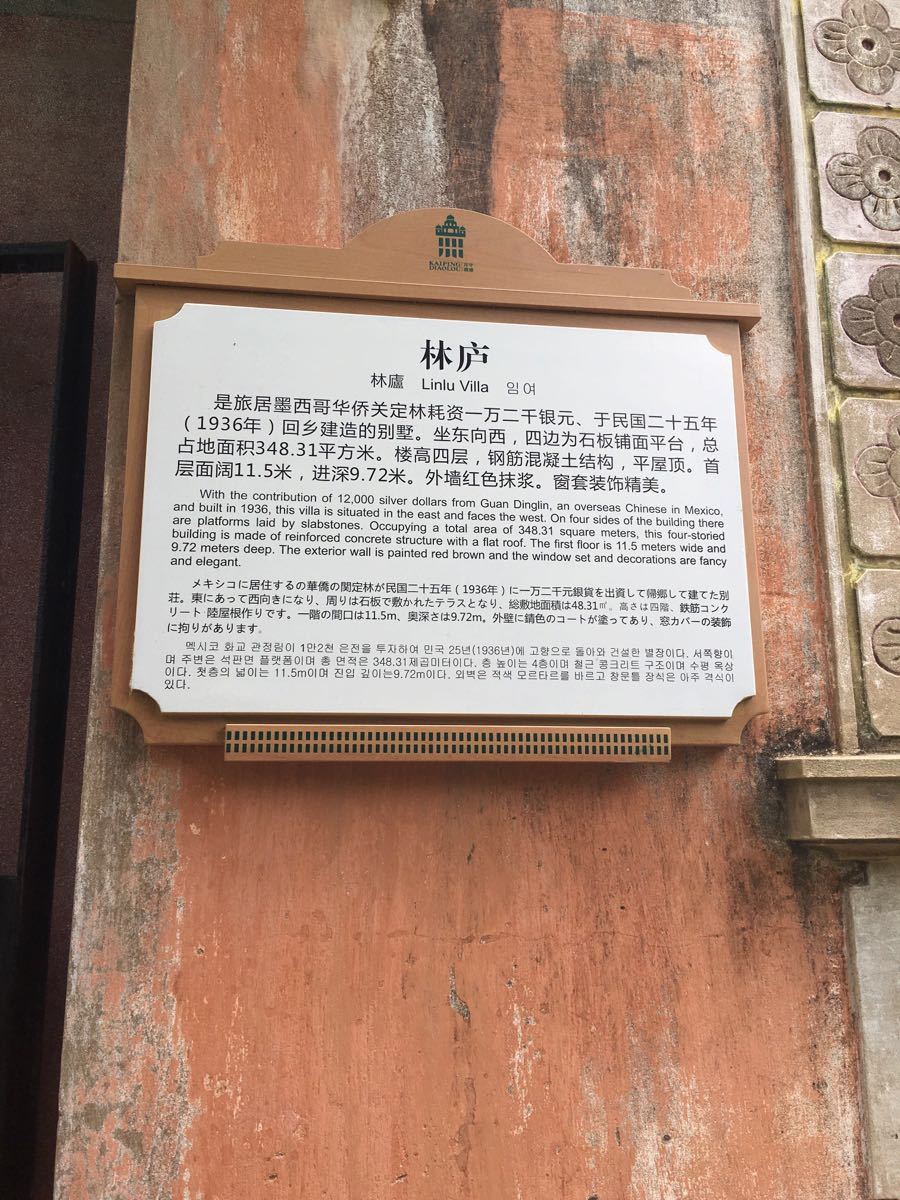 KAIPING 开平
DIAOLOU 碉楼
林庐
林廬 Linlu Villa 임여
是旅居墨西哥华侨关定林耗资一万二千银元、于民国二十五年
（1936年）回乡建造的别墅。坐东向西，四边为石板铺面平台，总
占地面积348.31平方米。楼高四层，钢筋混凝土结构，平屋顶。首
层面阔11.5米，进深9.72米。外墙红色抹浆。窗套装饰精美。
With the contribution of 12,000 silver dollars from Guan Dinglin, an overseas Chinese in Mexico,
and built in 1936, this villa is situated in the east and faces the west. On four sides of the building there
are platforms laid by slabstones. Occupying a total area of 348.31 square meters, this four-storied
building is made of reinforced concrete structure with a flat roof. The first floor is 11.5 meters wide and
9.72 meters deep. The exterior wall is painted red brown and the window set and decorations are fancy
and elegant.
メキシコに居住するの華僑の関定林が民国二十五年（1936年）に一万二千元銀貨を出資して帰郷して建てた別
荘。東にあって西向きになり、周りは石板で敷かれたテラスとなり、総敷地面積は48.31㎡。高さは四階、鉄筋コンク
リート·陸屋根作りです。一階の間口は11.5m、奥深さは9.72m。外壁に錆色のコートが塗ってあり、窓カバーの装飾
に拘りがあります。
멕시코 화교 관정림이 1만2천 은전을 투자하여 민국 25년(1936년)에 고향으로 돌아와 건설한 별장이다. 서쪽향이
며 주변은 석판면 플랫폼이며 총 면적은 348.31제곱미터이다. 층 높이는 4층이며 철근 콩크리트 구조이며 수평 옥상
이다. 첫층의 넓이는 11.5m이며 진입 깊이는9.72m이다. 외벽은 적색 모르타르를 바르고 창문틀 장식은 아주 격식이
있다.